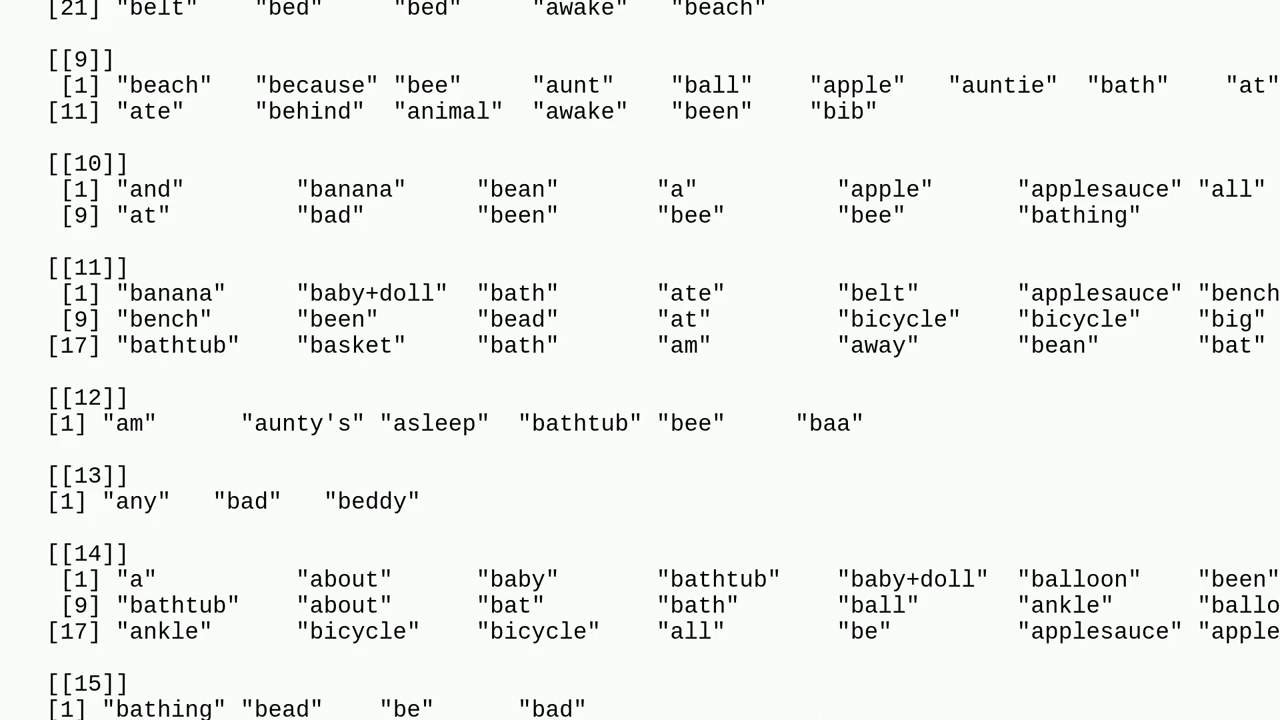 [21] "belt" "bed" "bed" "awake" "beach"
[[9]]
[1] "beach" "because" "bee" "aunt" "ball" "apple" "auntie" "bath" "at"
[11] "ate" "behind" "animal" "awake" "been" "bib"
[[10]]
[1] "and" "banana" "bean" "a" "apple" "applesauce" "all"
[9] "at" "bad" "been" "bee" "bee" "bathing"
[[11]]
[1] "banana" "baby+doll" "bath" "ate" "belt" "applesauce" "bench
[9] "bench" "been" "bead" "at" "bicycle" "bicycle" "big"
[17] "bathtub" "basket" "bath" "am" "away" "bean" "bat"
[[12]]
[1] "am" "aunty's" "asleep" "bathtub" "bee" "baa"
[[13]]
[1] "any" "bad" "beddy"
[[14]]
[1] "a" "about" "baby" "bathtub" "baby+doll" "balloon" "been"
[9] "bathtub" "about" "bat" "bath" "ball" "ankle" "ballo
[17] "ankle" "bicycle" "bicycle" "all" "be" "applesauce" "apple
[[15]]
[1] "bathing" "bead" "be" "bad"